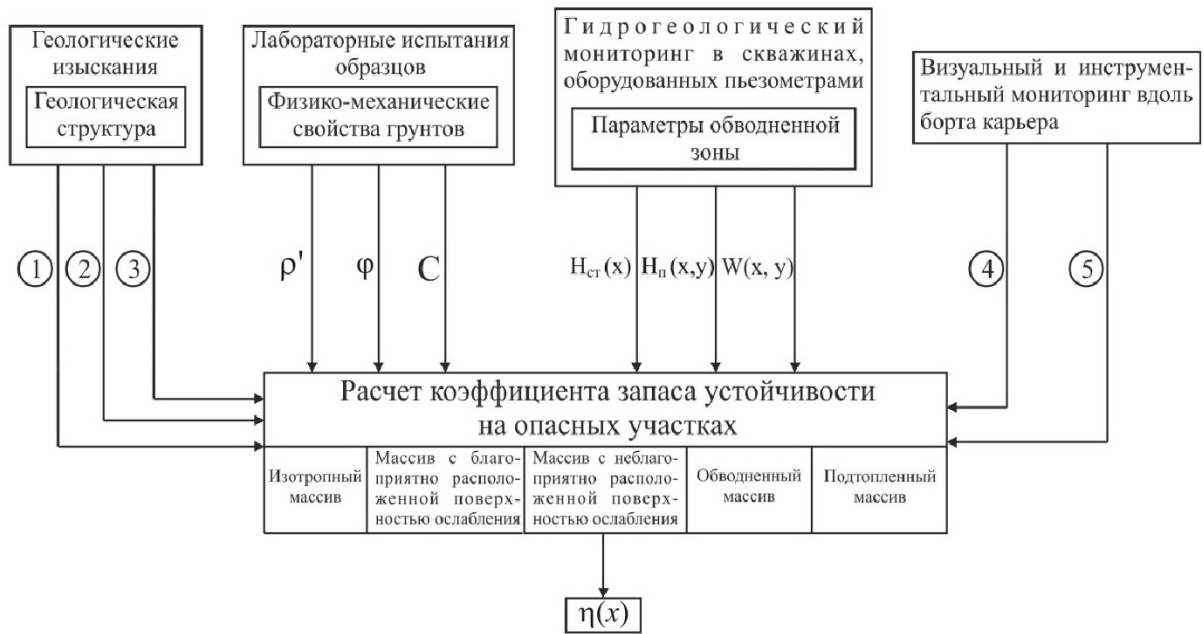 Геологические
изыскания
Геологическая
структура
Лабораторные испытания
образцов
Физико-механические
свойства грунтов
Гидрогеологический
мониторинг в скважинах,
оборудованных пьезометрами
Параметры обводненной
зоны
Визуальный и инструмен-
тальный мониторинг вдоль
борта карьера
1
2
3
ρ'
φ
C
Hст(x)
Hп(x,y)
W(x, y)
4
5
Расчет коэффициента запаса устойчивости
на опасных участках
Изотропный
массив
Массив с благо-
приятно располо-
женной поверх-
ностью ослабления
Массив с неблаго-
приятно располо-
женной поверх-
ностью ослабления
Обводненный
массив
Подтопленный
массив
η(x)